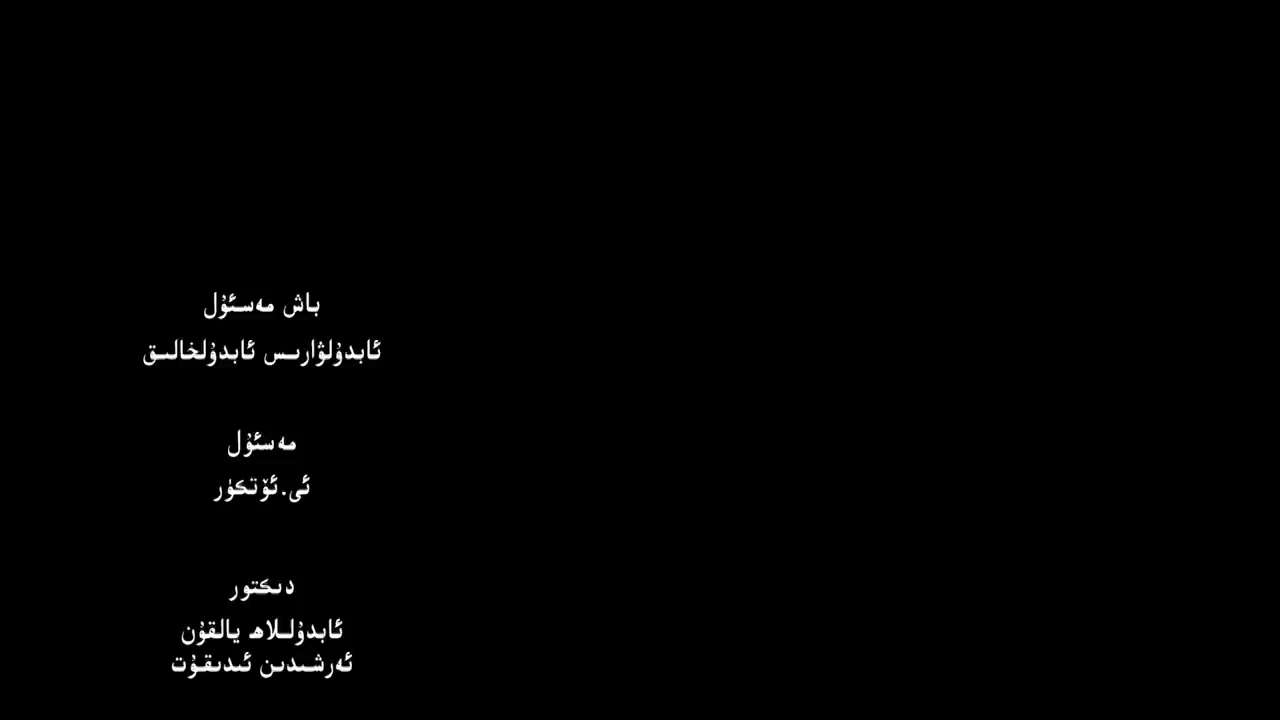 باش مەسئۇل
ئابدۇلۋارىس ئابدۇلخالىق
مەسئۇل
ئى.ئۆتكۈر
دىكتور
ئابدۇللاھ يالقۇن
ئەرشىدىن ئىدىقۇت